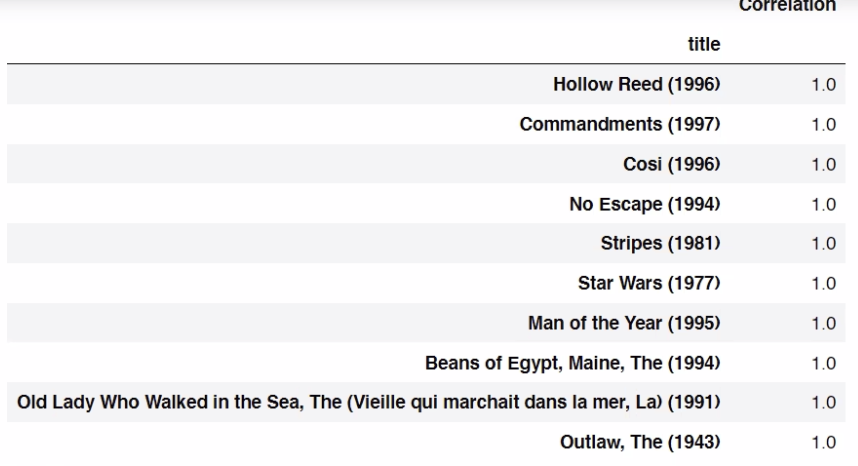 Correlation
title
Hollow Reed (1996) 1.0
Commandments (1997) 1.0
Cosi (1996) 1.0
No Escape (1994) 1.0
Stripes (1981) 1.0
Star Wars (1977) 1.0
Man of the Year (1995) 1.0
Beans of Egypt, Maine, The (1994) 1.0
Old Lady Who Walked in the Sea, The (Vieille qui marchait dans la mer, La) (1991) 1.0
Outlaw, The (1943) 1.0